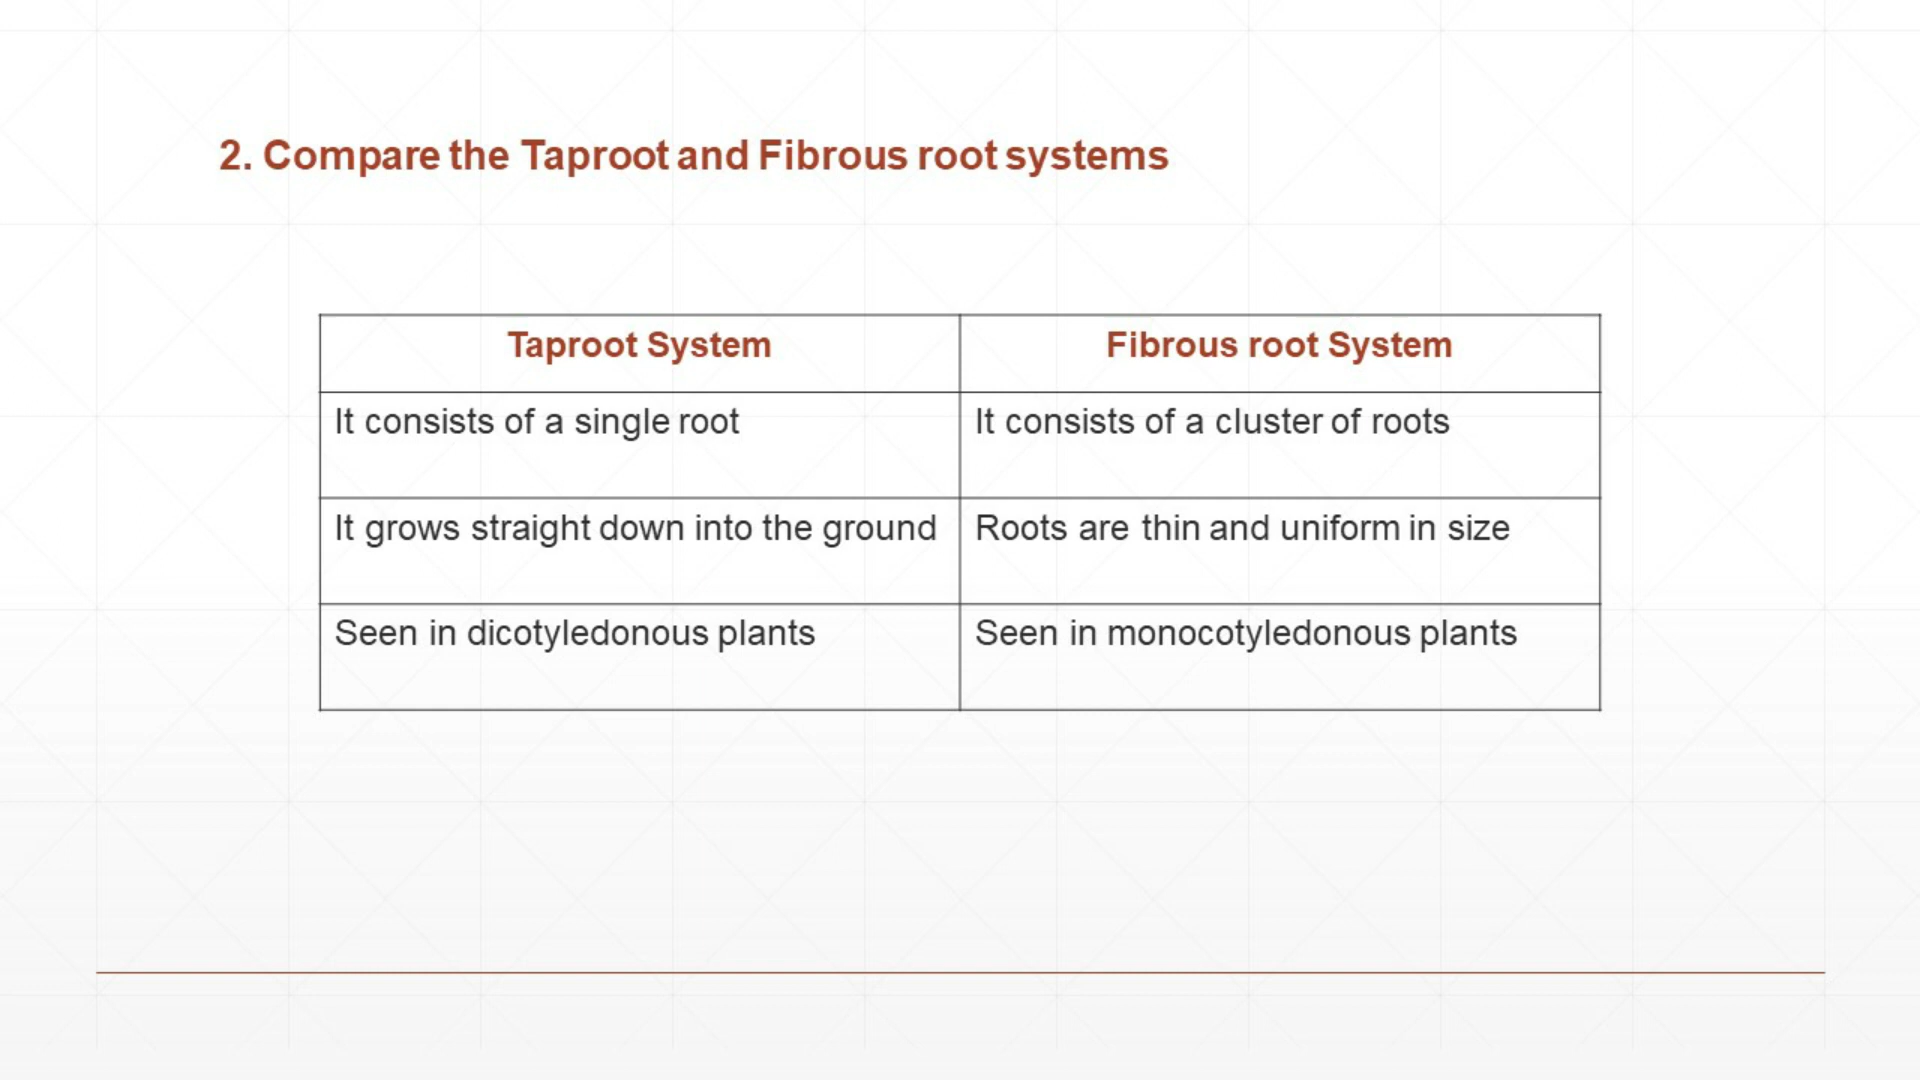 2. Compare the Taproot and Fibrous root systems
Taproot System
Fibrous root System
It consists of a single root
It consists of a cluster of roots
It grows straight down into the ground
Roots are thin and uniform in size
Seen in dicotyledonous plants
Seen in monocotyledonous plants